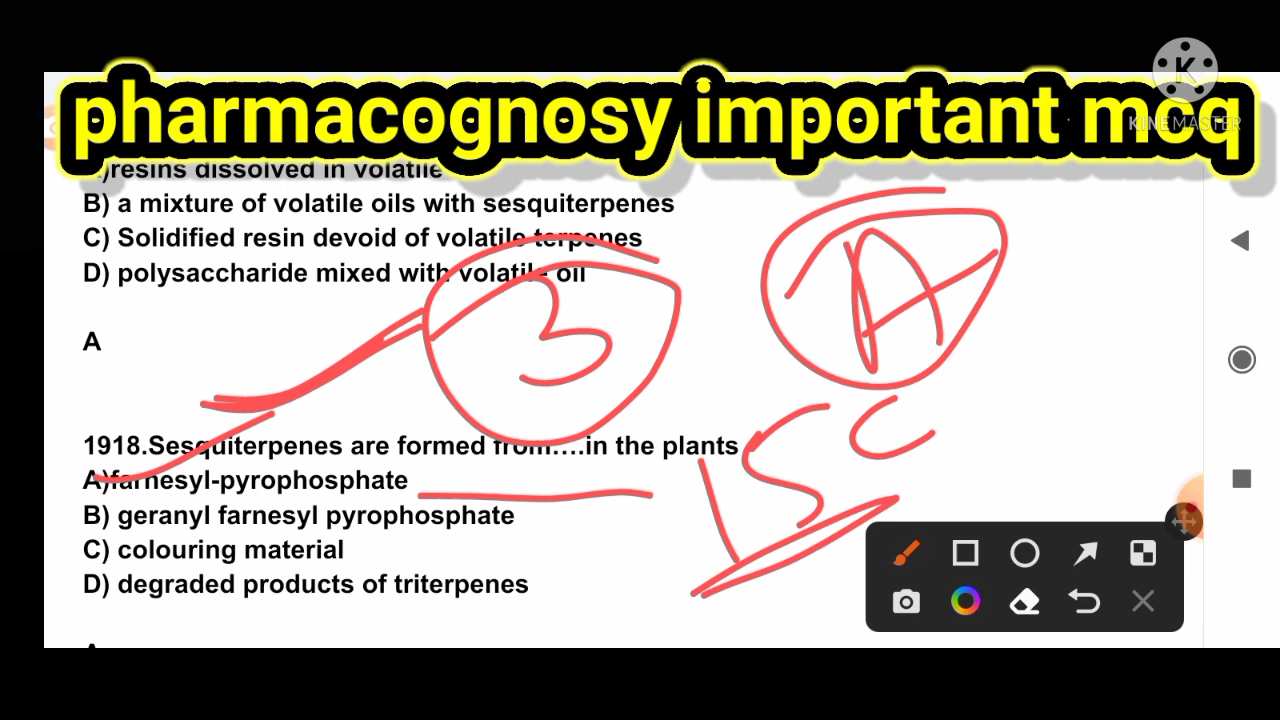 pharmacognosy important mcq
KINEMASTER
A)resins dissolved in volatile
B) a mixture of volatile oils with sesquiterpenes
C) Solidified resin devoid of volatile terpenes
D) polysaccharide mixed with volatile oil
A
3
A
1918.Sesquiterpenes are formed from....in the plants
15 C
A)farnesyl-pyrophosphate
B) geranyl farnesyl pyrophosphate
C) colouring material
D) degraded products of triterpenes